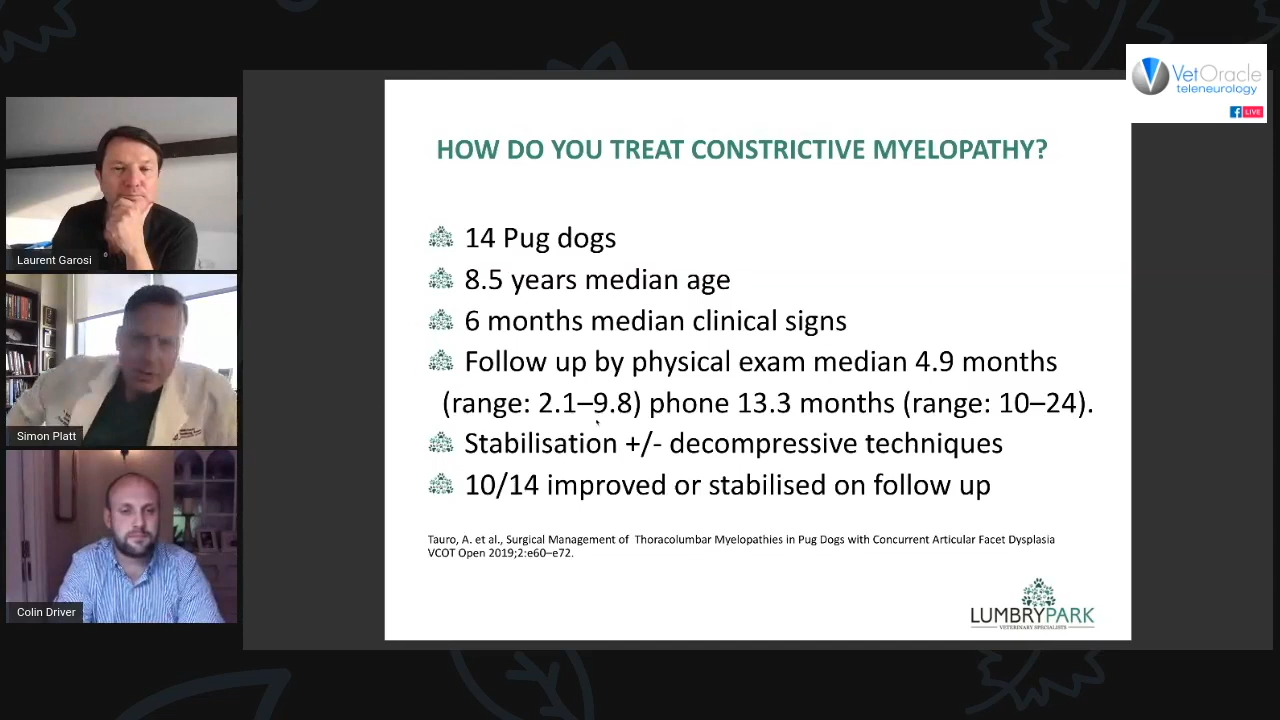 VetOracle
teleneurology
f LIVE
Laurent Garosi
Simon Platt
Colin Driver
HOW DO YOU TREAT CONSTRICTIVE MYELOPATHY?
14 Pug dogs
8.5 years median age
6 months median clinical signs
Follow up by physical exam median 4.9 months
(range: 2.1–9.8) phone 13.3 months (range: 10–24).
Stabilisation +/- decompressive techniques
10/14 improved or stabilised on follow up
Tauro, A. et al., Surgical Management of Thoracolumbar Myelopathies in Pug Dogs with Concurrent Articular Facet Dysplasia
VCOT Open 2019;2:e60–e72.
LUMBRYPARK
VETERINARY SPECIALISTS